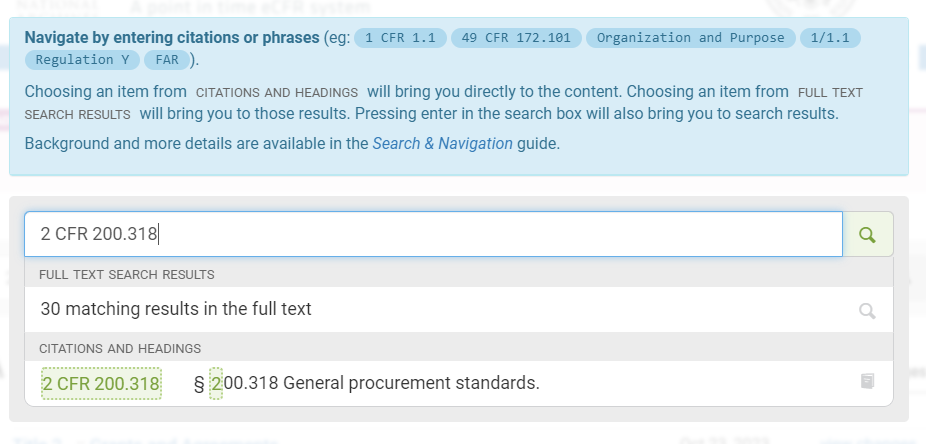 A point in time eCFR system
Navigate by entering citations or phrases (eg: 1 CFR 1.1 49 CFR 172.101 Organization and Purpose 1/1.1
Regulation Y FAR ).
Choosing an item from CITATIONS AND HEADINGS will bring you directly to the content. Choosing an item from FULL TEXT
SEARCH RESULTS will bring you to those results. Pressing enter in the search box will also bring you to search results.
Background and more details are available in the Search & Navigation guide.
2 CFR 200.318
FULL TEXT SEARCH RESULTS
30 matching results in the full text
CITATIONS AND HEADINGS
2 CFR 200.318 § 200.318 General procurement standards.